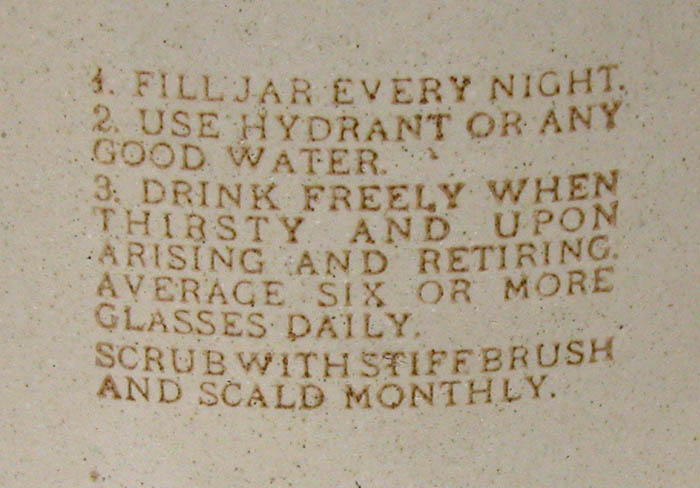 1. FILL JAR EVERY NIGHT.
2. USE HYDRANT OR ANY
GOOD WATER.
3. DRINK FREELY WHEN
THIRSTY AND UPON
ARISING AND RETIRING.
AVERAGE SIX OR MORE
GLASSES DAILY.
SCRUB WITH STIFF BRUSH
AND SCALD MONTHLY.